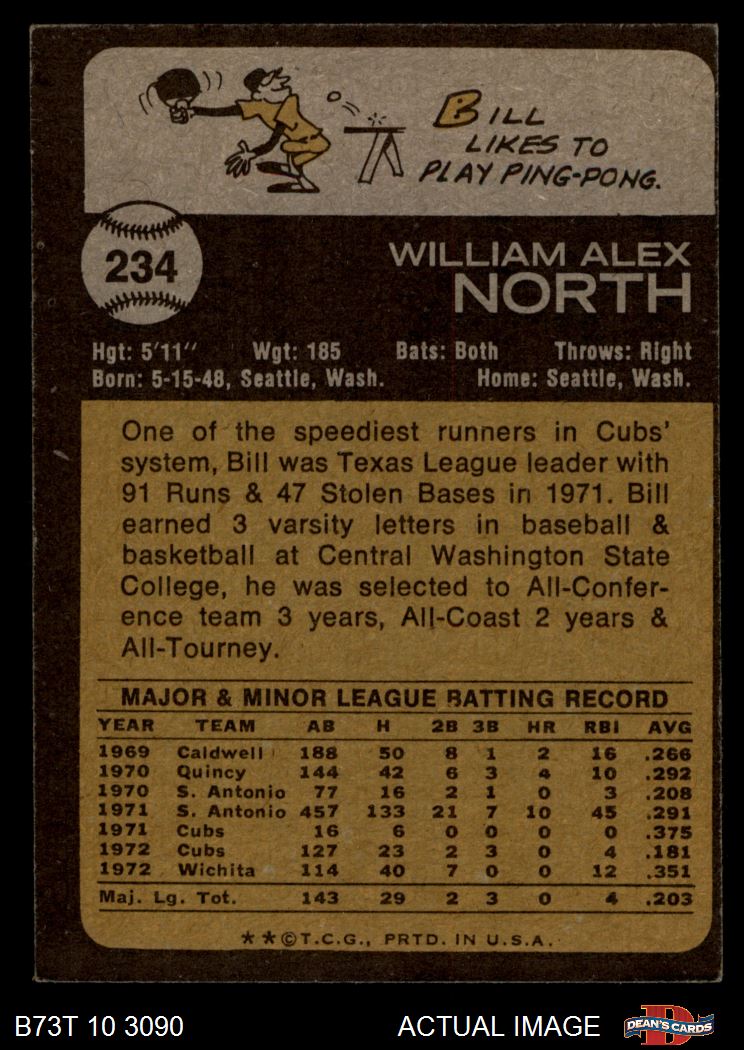 BILL
LIKES TO
PLAY PING-PONG.
234
WILLIAM ALEX
NORTH
Hgt: 5'11" Wgt: 185 Bats: Both Throws: Right
Born: 5-15-48, Seattle, Wash. Home: Seattle, Wash.
One of the speediest runners in Cubs'
system, Bill was Texas League leader with
91 Runs & 47 Stolen Bases in 1971. Bill
earned 3 varsity letters in baseball &
basketball at Central Washington State
College, he was selected to All-Confer-
ence team 3 years, All-Coast 2 years &
All-Tourney.
MAJOR & MINOR LEAGUE BATTING RECORD
YEAR TEAM AB H 2B 3B HR RBI AVG
1969 Caldwell 188 50 8 1 2 16 .266
1970 Quincy 144 42 6 3 4 10 .292
1970 S. Antonio 77 16 2 1 0 3 .208
1971 S. Antonio 457 133 21 7 10 45 .291
1971 Cubs 16 6 0 0 0 0 .375
1972 Cubs 127 23 2 3 0 4 .181
1972 Wichita 114 40 7 0 0 12 .351
Maj. Lg. Tot. 143 29 2 3 0 4 .203
★★©T.C.G., PRTD. IN U.S.A.
B73T 10 3090 ACTUAL IMAGE D DEAN'S CARDS